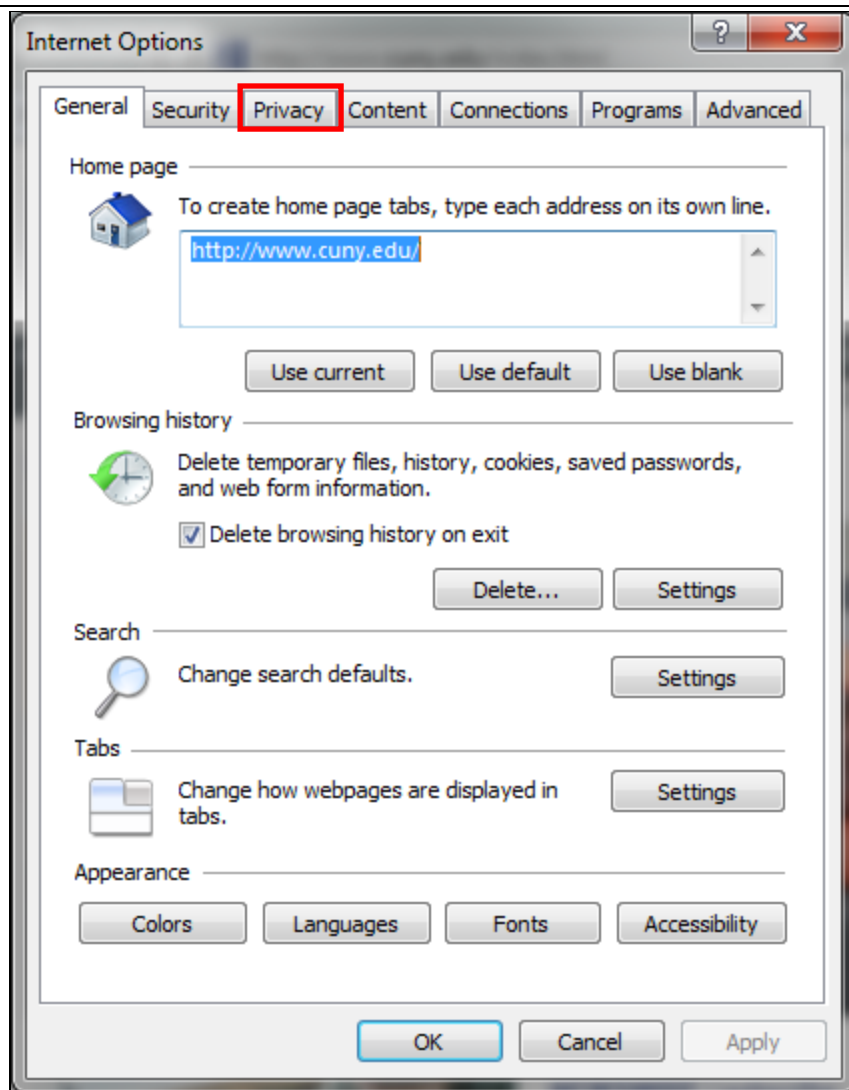 Internet Options
?
X
General Security Privacy Content Connections Programs Advanced
Home page
To create home page tabs, type each address on its own line.
http://www.cuny.edu/
Use current Use default Use blank
Browsing history
Delete temporary files, history, cookies, saved passwords,
and web form information.
Delete browsing history on exit
Delete... Settings
Search
Change search defaults.
Settings
Tabs
Change how webpages are displayed in
tabs.
Settings
Appearance
Colors Languages Fonts Accessibility
OK Cancel Apply